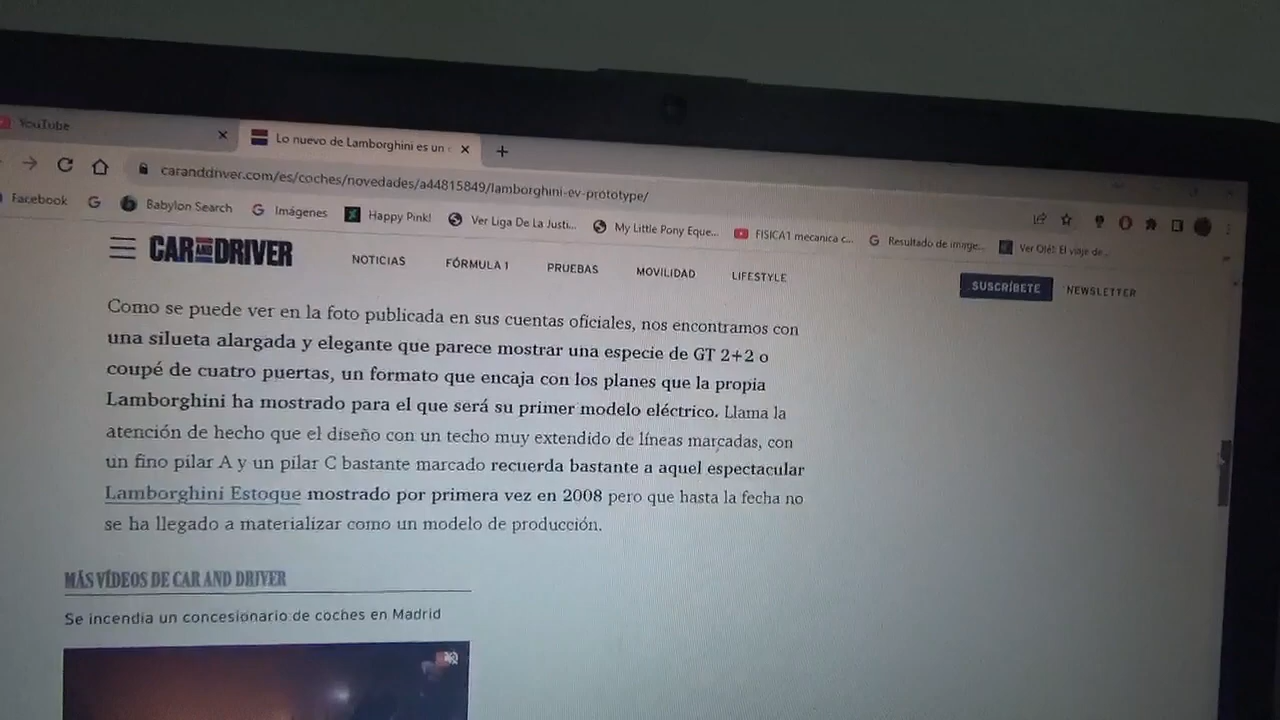 YouTube
Lo nuevo de Lamborghini es un
caranddriver.com/es/coches/novedades/a44815849/lamborghini-ev-prototype/
Facebook
Babylon Search
Imágenes
Happy Pink!
Ver Liga De La Justi...
My Little Pony Eque...
FISICA1 mecanica c...
Resultado de image...
Ver Olé! El viaje de...
CAR AND DRIVER
NOTICIAS
FÓRMULA 1
PRUEBAS
MOVILIDAD
LIFESTYLE
SUSCRÍBETE
NEWSLETTER
Como se puede ver en la foto publicada en sus cuentas oficiales, nos encontramos con
una silueta alargada y elegante que parece mostrar una especie de GT 2+2 o
coupé de cuatro puertas, un formato que encaja con los planes que la propia
Lamborghini ha mostrado para el que será su primer modelo eléctrico. Llama la
atención de hecho que el diseño con un techo muy extendido de líneas marcadas, con
un fino pilar A y un pilar C bastante marcado recuerda bastante a aquel espectacular
Lamborghini Estoque mostrado por primera vez en 2008 pero que hasta la fecha no
se ha llegado a materializar como un modelo de producción.
MÁS VÍDEOS DE CAR AND DRIVER
Se incendia un concesionario de coches en Madrid